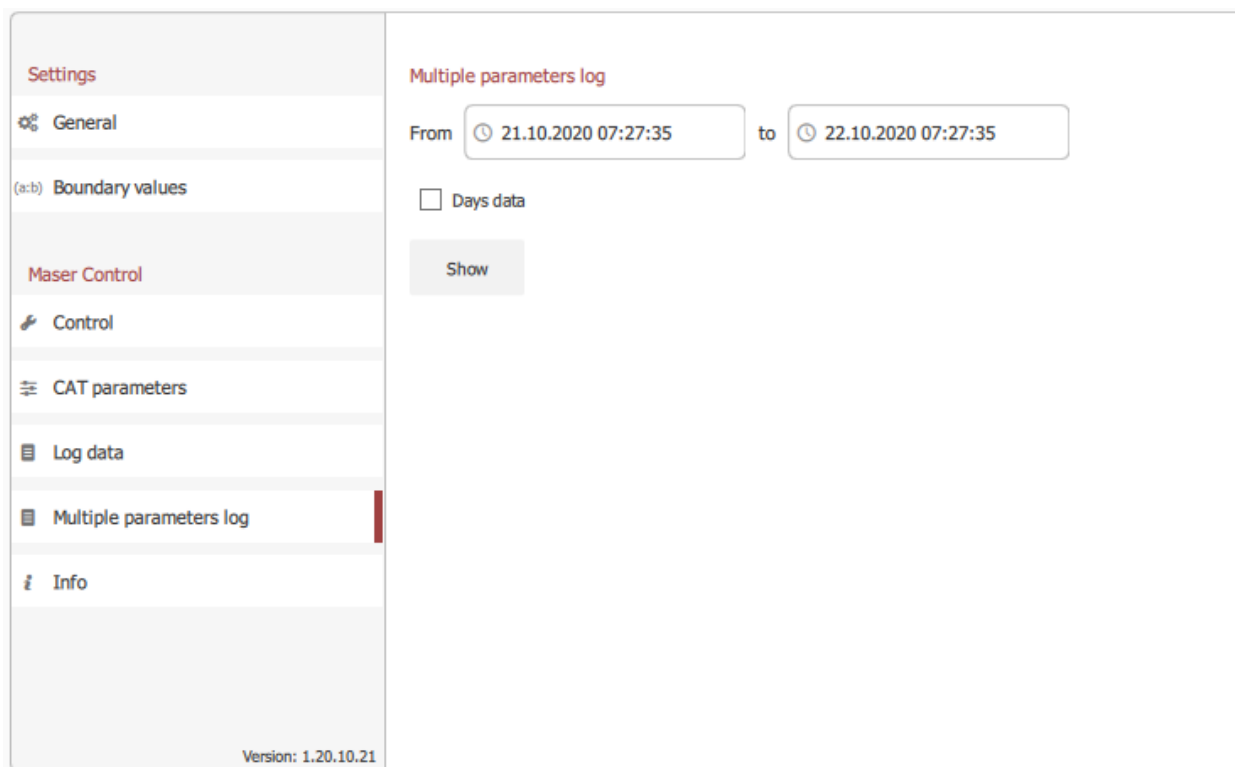 Settings
General
(a:b) Boundary values
Maser Control
Control
CAT parameters
Log data
Multiple parameters log
i Info
Version: 1.20.10.21
Multiple parameters log
From 21.10.2020 07:27:35 to 22.10.2020 07:27:35
Days data
Show